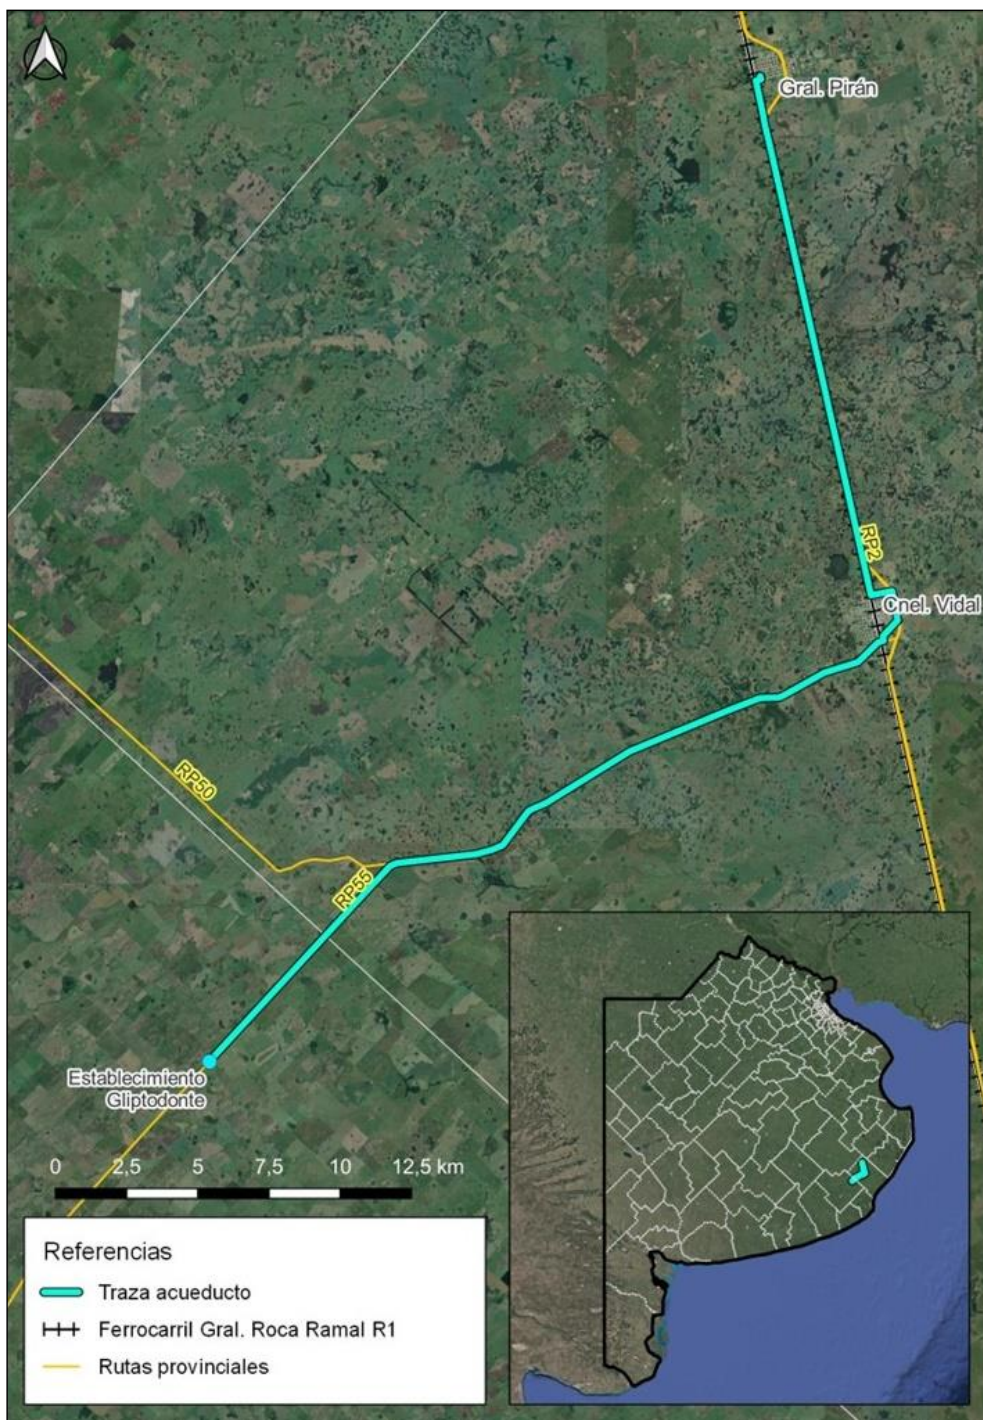 Gral. Pirán
RP2
Cnel. Vidal
RP50
RP55
Establecimiento
Gliptodonte
0 2,5 5 7,5 10 12,5 km
Referencias
Traza acueducto
Ferrocarril Gral. Roca Ramal R1
Rutas provinciales